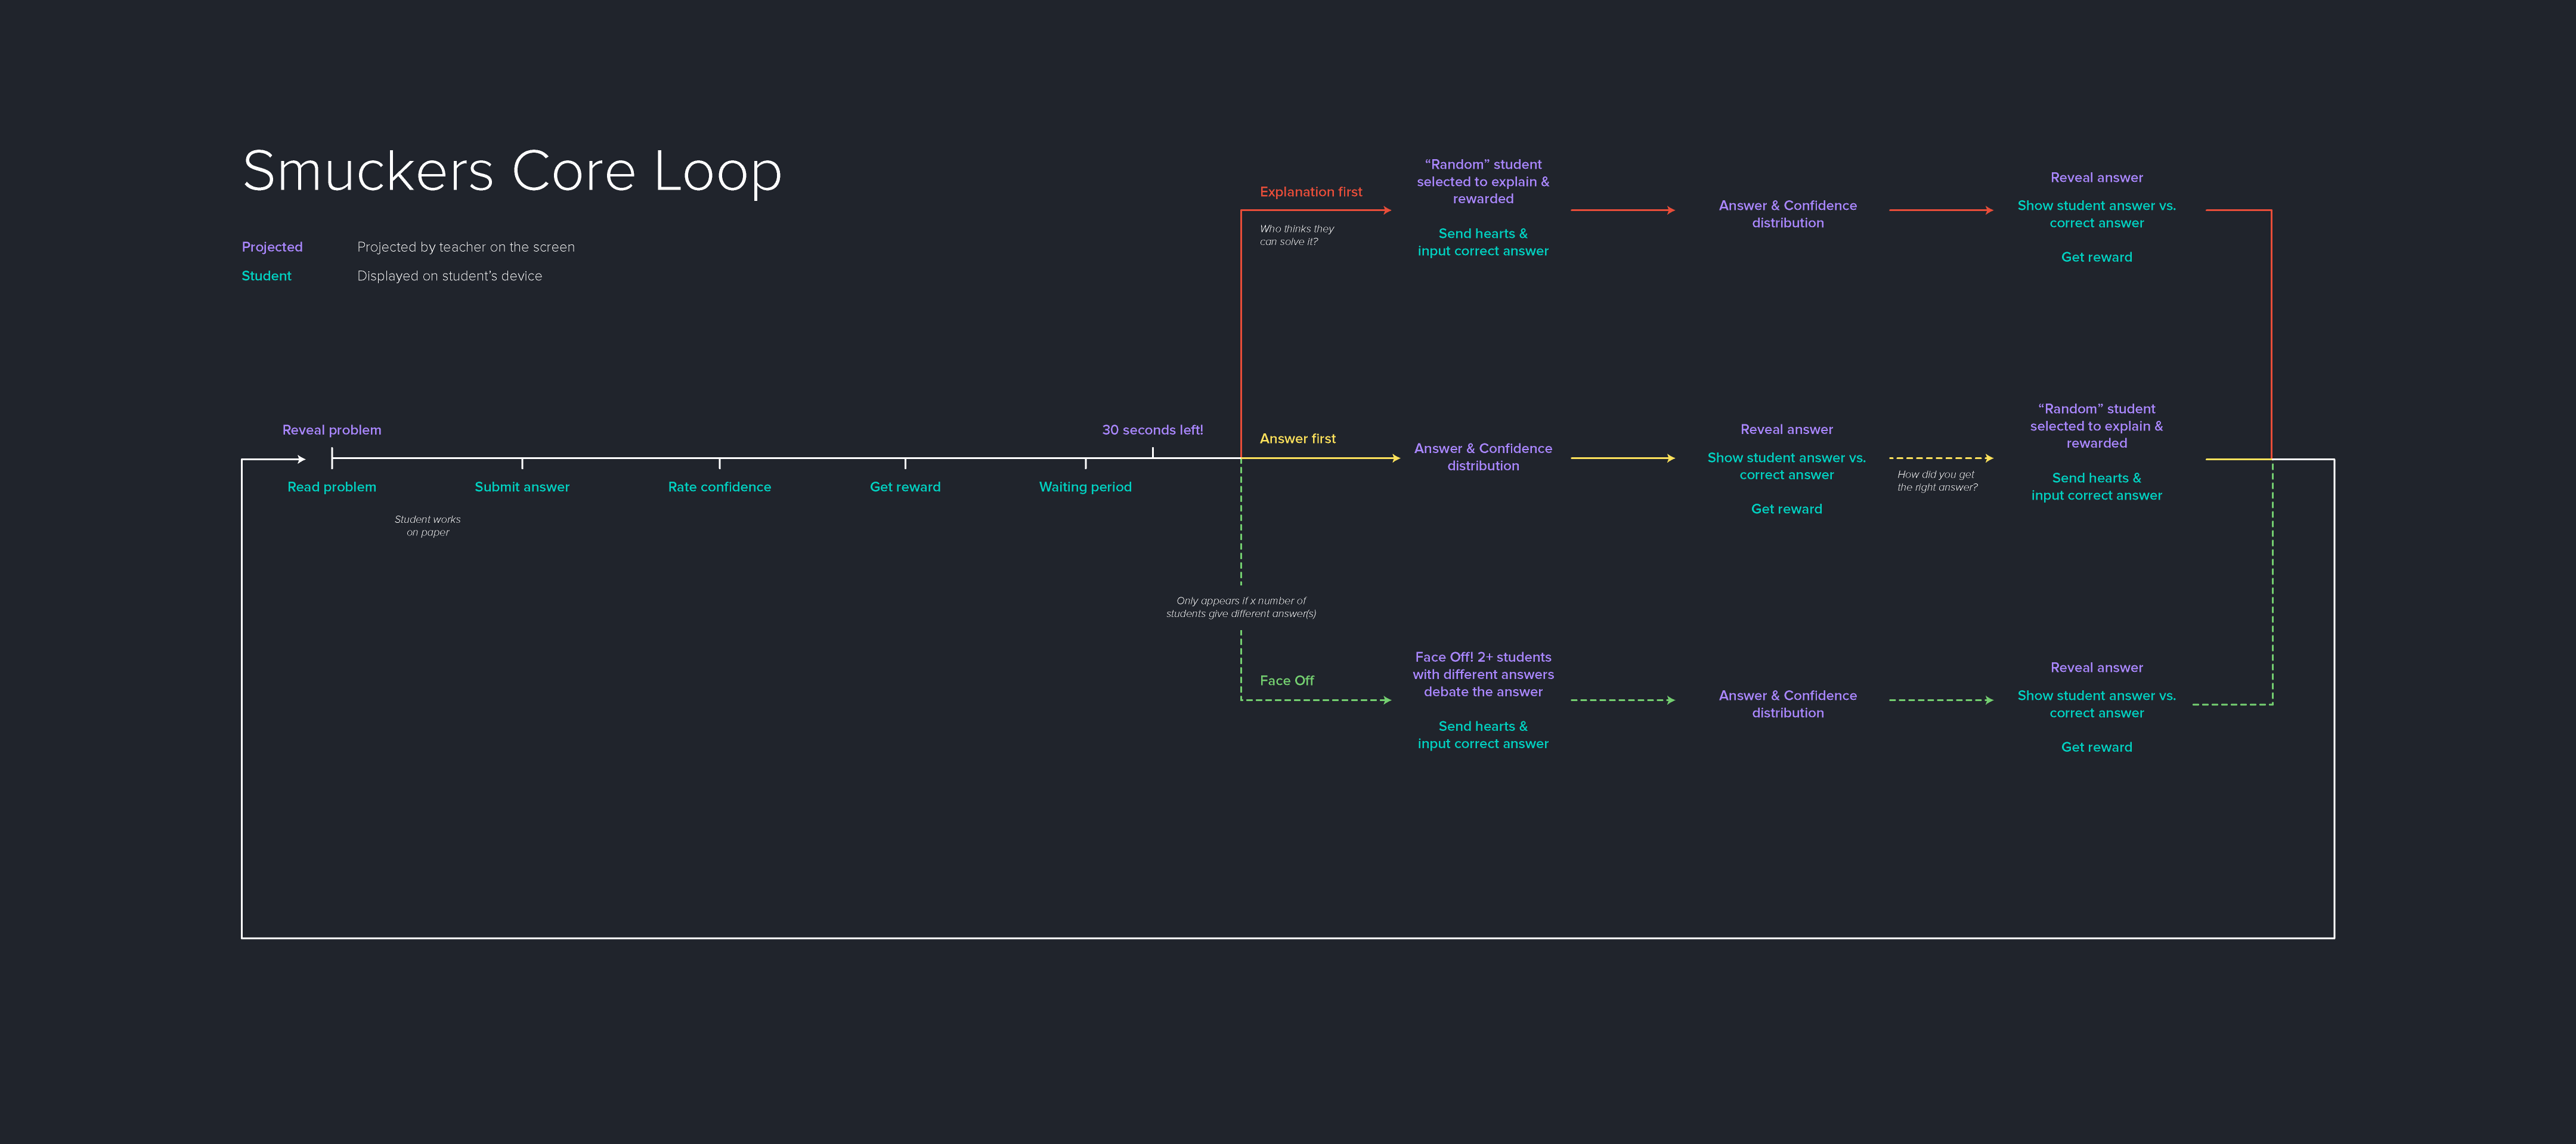 Smuckers Core Loop
Projected Projected by teacher on the screen
Student Displayed on student’s device
Reveal problem
30 seconds left!
Read problem
Submit answer
Rate confidence
Get reward
Waiting period
Student works
on paper
Explanation first
Who thinks they
can solve it?
“Random” student
selected to explain &
rewarded
Send hearts &
input correct answer
Answer & Confidence
distribution
Reveal answer
Show student answer vs.
correct answer
Get reward
Answer first
Answer & Confidence
distribution
Reveal answer
Show student answer vs.
correct answer
Get reward
How did you get
the right answer?
“Random” student
selected to explain &
rewarded
Send hearts &
input correct answer
Only appears if x number of
students give different answer(s)
Face Off
Face Off! 2+ students
with different answers
debate the answer
Send hearts &
input correct answer
Answer & Confidence
distribution
Reveal answer
Show student answer vs.
correct answer
Get reward